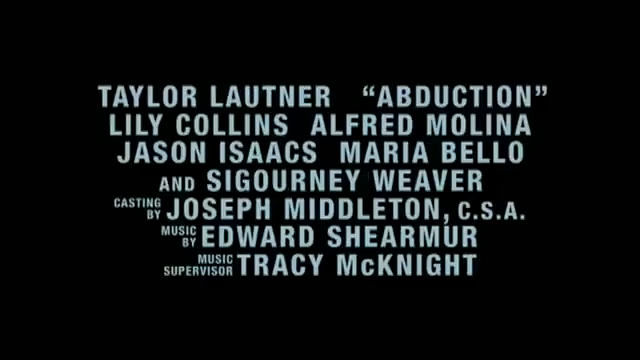 TAYLOR LAUTNER "ABDUCTION"
LILY COLLINS ALFRED MOLINA
JASON ISAACS MARIA BELLO
AND SIGOURNEY WEAVER
CASTING BY JOSEPH MIDDLETON, C.S.A.
MUSIC BY EDWARD SHEARMUR
MUSIC SUPERVISOR TRACY McKNIGHT